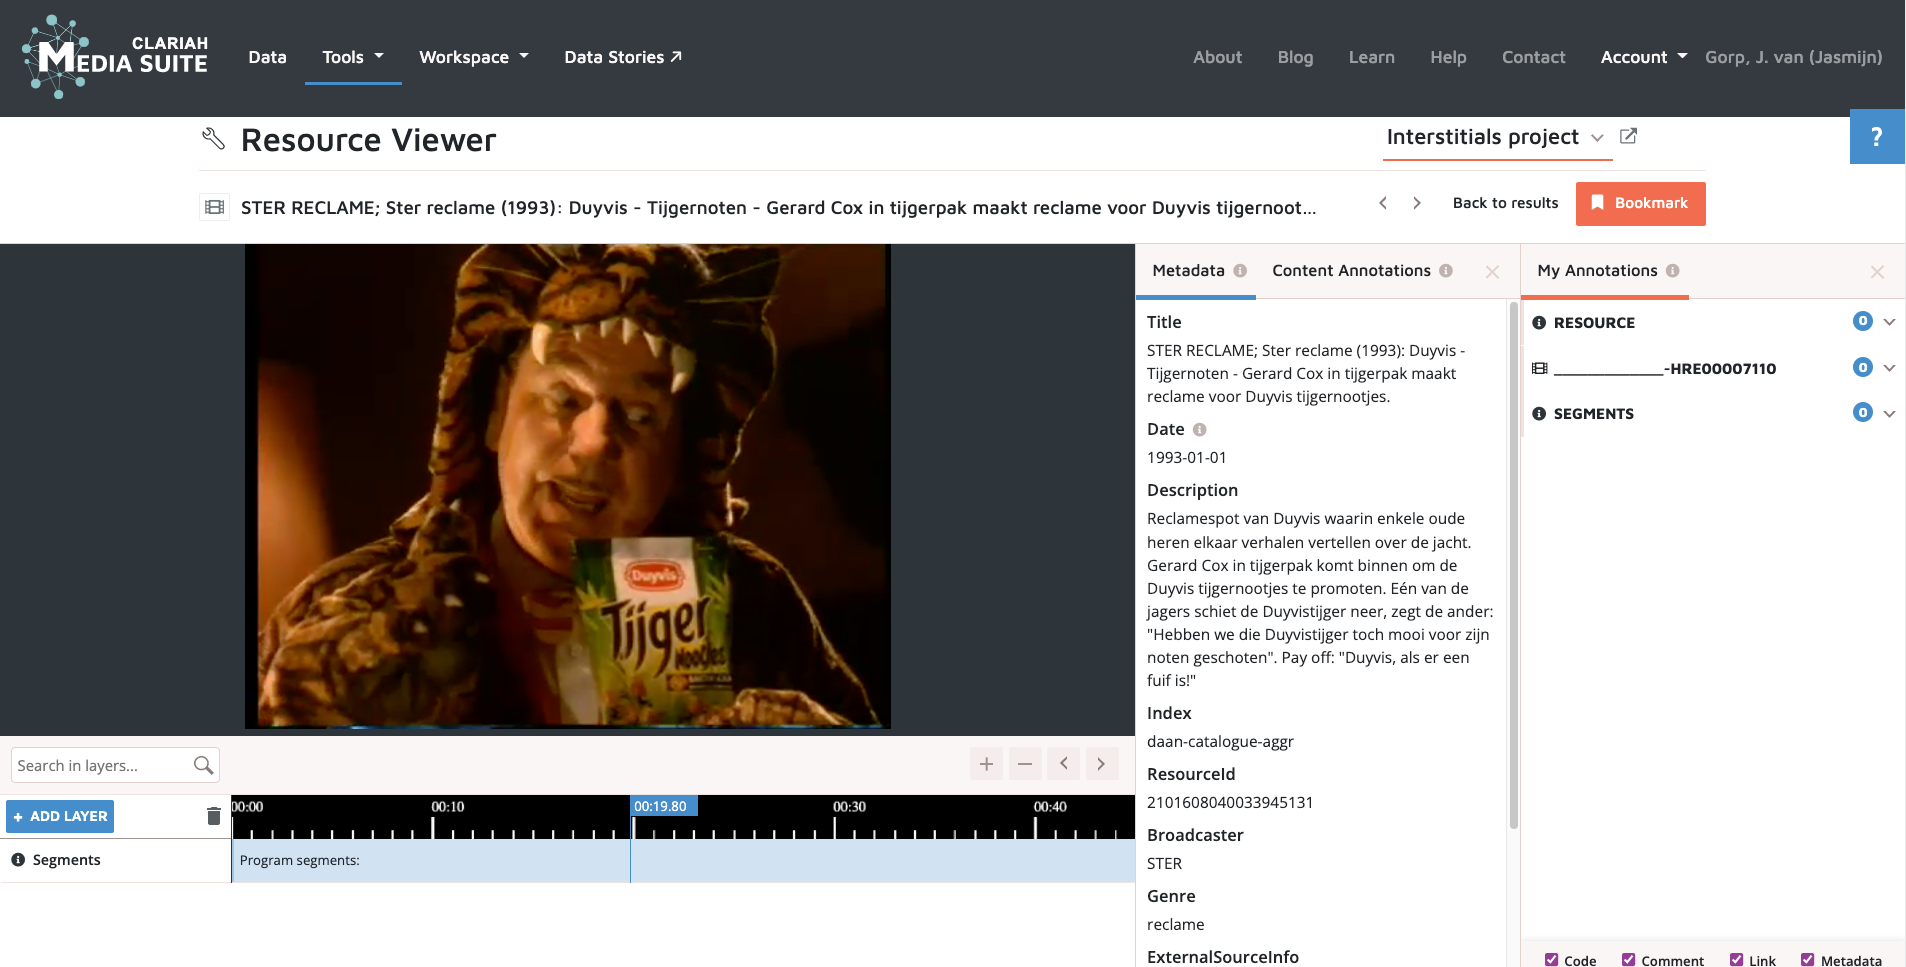 CLARIAH
MEDIA SUITE
Data
Tools
Workspace
Data Stories
About
Blog
Learn
Help
Contact
Account
Gorp, J. van (Jasmijn)
Resource Viewer
Interstitials project
?
STER RECLAME; Ster reclame (1993): Duyvis - Tijgernoten - Gerard Cox in tijgerpak maakt reclame voor Duyvis tijgernoot...
Back to results
Bookmark
Duyvis
Tijger
Nootjes
Metadata
Content Annotations
Title
STER RECLAME; Ster reclame (1993): Duyvis -
Tijgernoten - Gerard Cox in tijgerpak maakt
reclame voor Duyvis tijgernootjes.
Date
1993-01-01
Description
Reclamespot van Duyvis waarin enkele oude
heren elkaar verhalen vertellen over de jacht.
Gerard Cox in tijgerpak komt binnen om de
Duyvis tijgernootjes te promoten. Eén van de
jagers schiet de Duyvistijger neer, zegt de ander:
"Hebben we die Duyvistijger toch mooi voor zijn
noten geschoten". Pay off: "Duyvis, als er een
fuif is!"
Index
daan-catalogue-aggr
ResourceId
2101608040033945131
Broadcaster
STER
Genre
reclame
ExternalSourceInfo
My Annotations
RESOURCE
0
_______________-HRE00007110
0
SEGMENTS
0
Code
Comment
Link
Metadata
Search in layers...
+ ADD LAYER
00:00
00:10
00:19.80
00:30
00:40
Segments
Program segments: